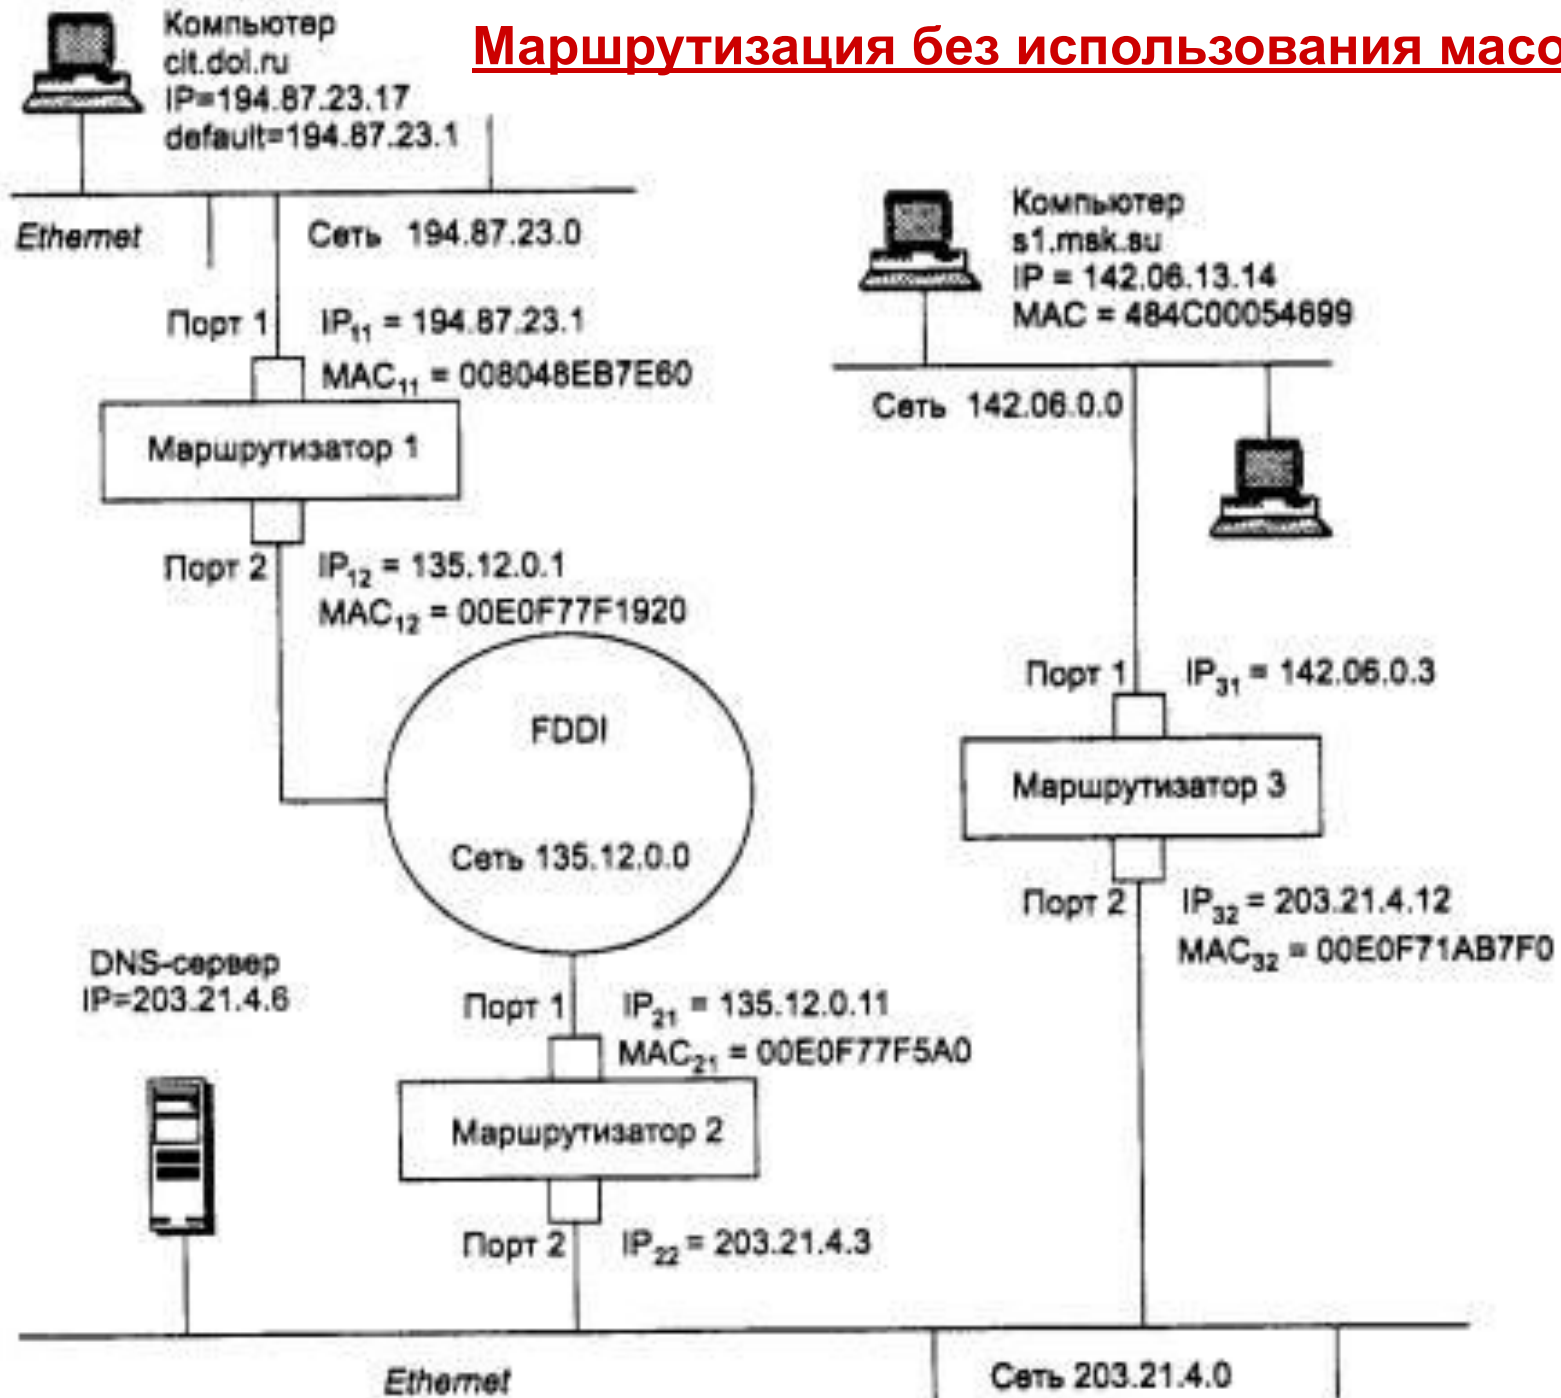 Маршрутизация без использования масо
Компьютер
cit.dol.ru
IP=194.87.23.17
default=194.87.23.1
Ethernet
Сеть 194.87.23.0
Порт 1
IP11 = 194.87.23.1
MAC11 = 008048EB7E60
Маршрутизатор 1
Порт 2
IP12 = 135.12.0.1
MAC12 = 00E0F77F1920
FDDI
Сеть 135.12.0.0
DNS-сервер
IP=203.21.4.6
Порт 1
IP21 = 135.12.0.11
MAC21 = 00E0F77F5A0
Маршрутизатор 2
Порт 2
IP22 = 203.21.4.3
Ethernet
Компьютер
s1.msk.su
IP = 142.06.13.14
MAC = 484C00054699
Сеть 142.06.0.0
Порт 1
IP31 = 142.06.0.3
Маршрутизатор 3
Порт 2
IP32 = 203.21.4.12
MAC32 = 00E0F71AB7F0
Сеть 203.21.4.0